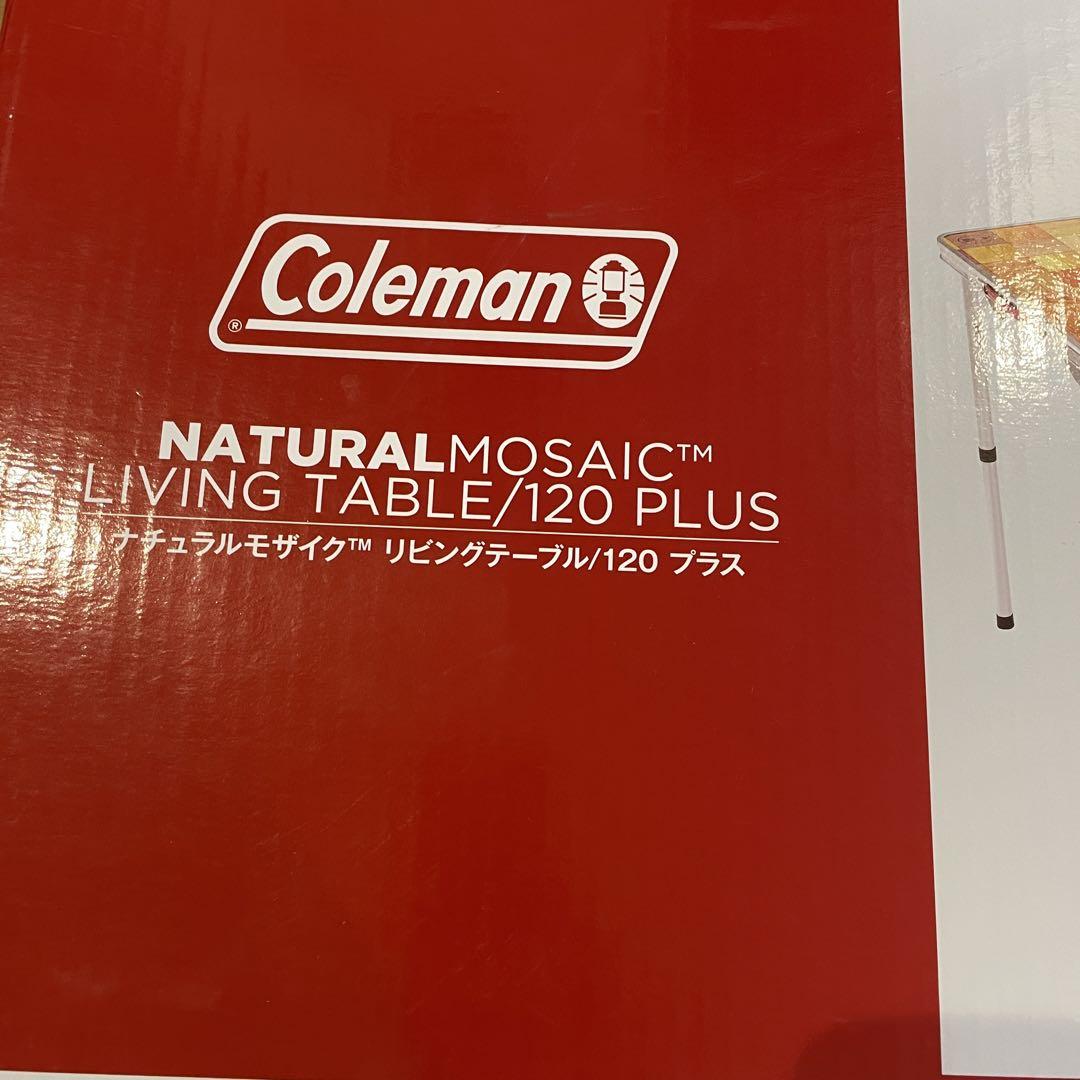 Coleman
®
NATURALMOSAIC™
LIVING TABLE/120 PLUS
ナチュラルモザイク™ リビングテーブル/120 プラス